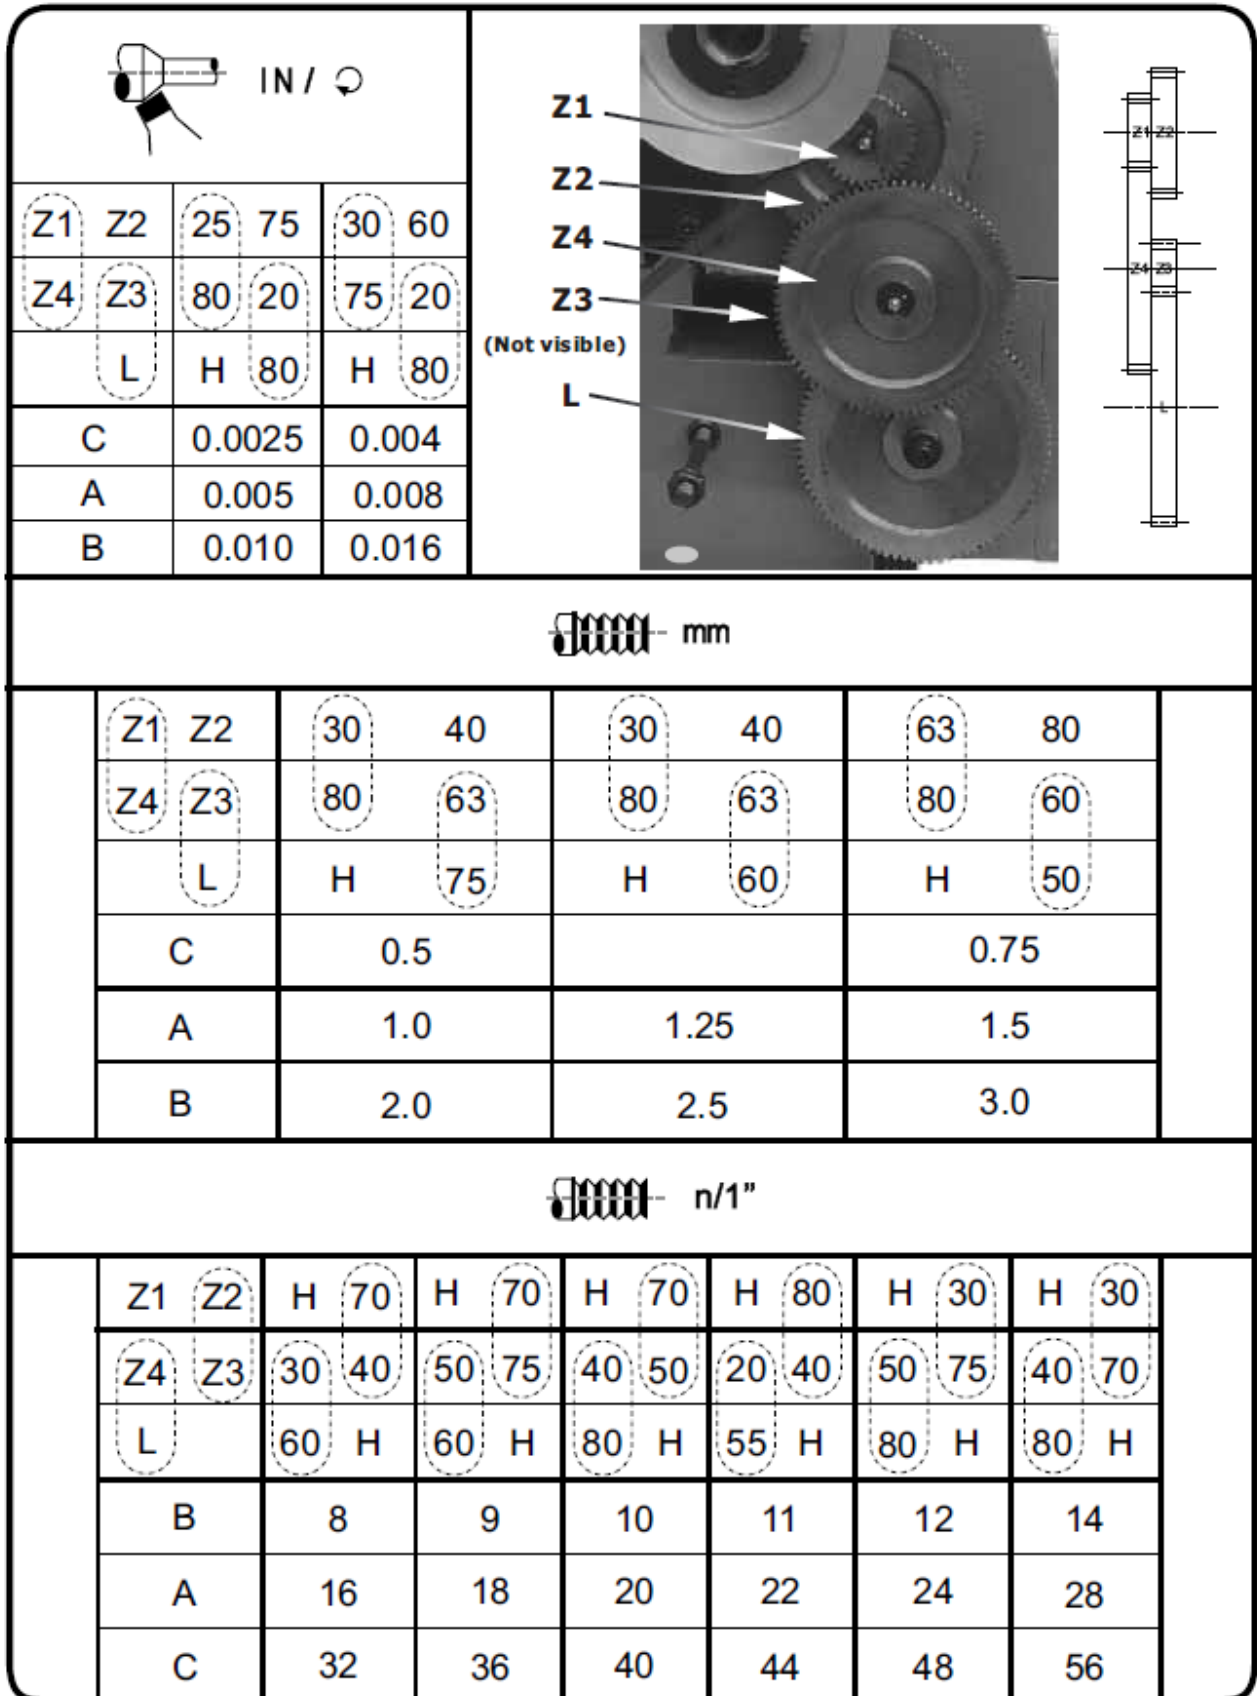 IN /
Z1 Z2 25 75 30 60
Z4 Z3 80 20 75 20
L H 80 H 80
C 0.0025 0.004
A 0.005 0.008
B 0.010 0.016
Z1
Z2
Z4
Z3
(Not visible)
L
Z1 Z2
Z4 Z3
L
mm
Z1 Z2 30 40 30 40 63 80
Z4 Z3 80 63 80 63 80 60
L H 75 H 60 H 50
C 0.5 0.75
A 1.0 1.25 1.5
B 2.0 2.5 3.0
n/1”
Z1 Z2 H 70 H 70 H 70 H 80 H 30 H 30
Z4 Z3 30 40 50 75 40 50 20 40 50 75 40 70
L 60 H 60 H 80 H 55 H 80 H 80 H
B 8 9 10 11 12 14
A 16 18 20 22 24 28
C 32 36 40 44 48 56